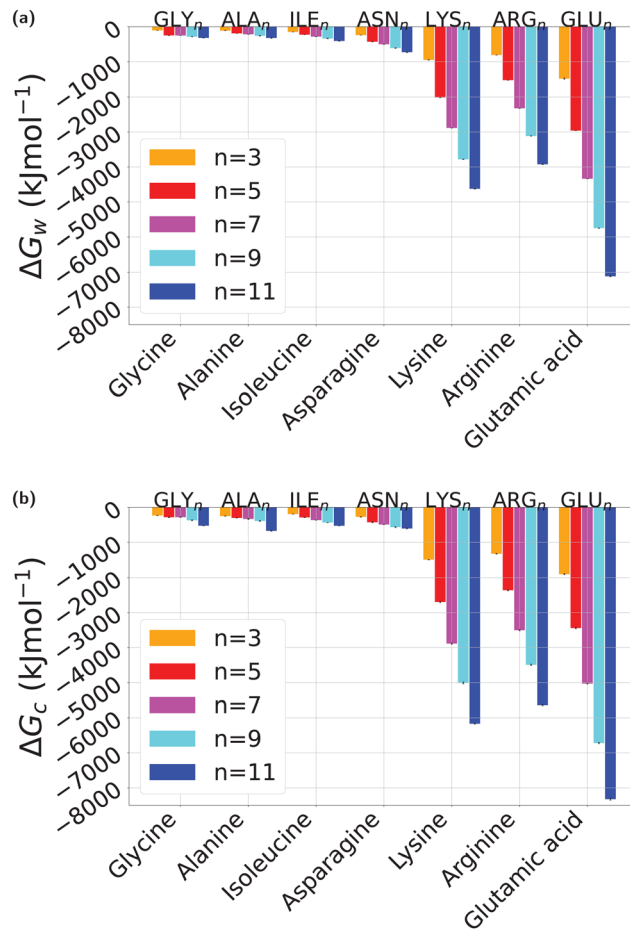 (a)
GLYₙ ALAₙ ILEₙ ASNₙ LYSₙ ARGₙ GLUₙ
0
−1000
−2000
−3000
−4000
−5000
−6000
−7000
−8000
ΔG_w (kJmol⁻¹)
n=3
n=5
n=7
n=9
n=11
Glycine
Alanine
Isoleucine
Asparagine
Lysine
Arginine
Glutamic acid
(b)
GLYₙ ALAₙ ILEₙ ASNₙ LYSₙ ARGₙ GLUₙ
0
−1000
−2000
−3000
−4000
−5000
−6000
−7000
−8000
ΔG_c (kJmol⁻¹)
n=3
n=5
n=7
n=9
n=11
Glycine
Alanine
Isoleucine
Asparagine
Lysine
Arginine
Glutamic acid